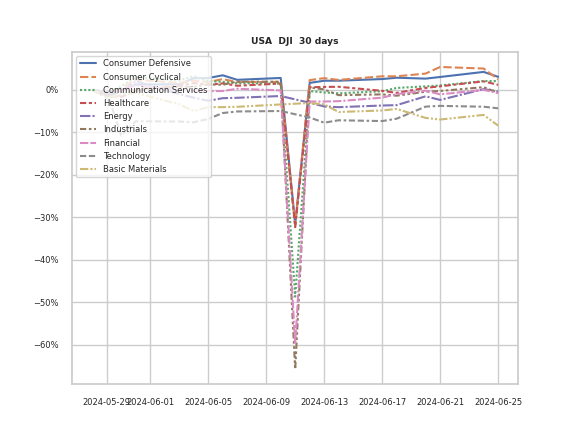 USA DJI 30 days
Consumer Defensive
Consumer Cyclical
Communication Services
Healthcare
Energy
Industrials
Financial
Technology
Basic Materials
0%
−10%
−20%
−30%
−40%
−50%
−60%
2024-05-29 2024-06-01 2024-06-05 2024-06-09 2024-06-13 2024-06-17 2024-06-21 2024-06-25